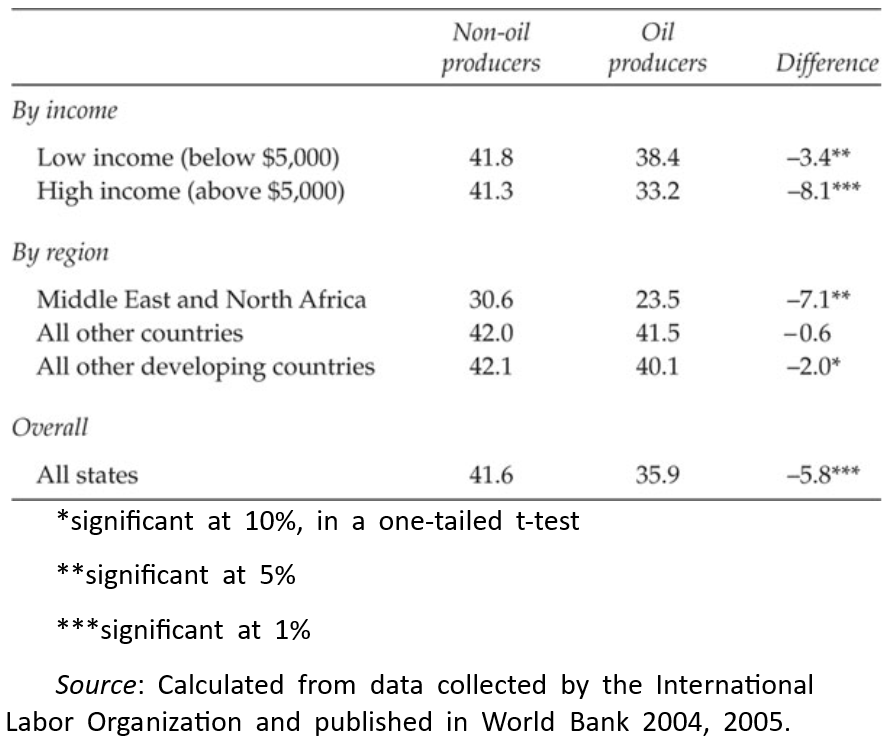 Non-oil producers Oil producers Difference
By income
Low income (below $5,000) 41.8 38.4 –3.4**
High income (above $5,000) 41.3 33.2 –8.1***
By region
Middle East and North Africa 30.6 23.5 –7.1**
All other countries 42.0 41.5 –0.6
All other developing countries 42.1 40.1 –2.0*
Overall
All states 41.6 35.9 –5.8***
*significant at 10%, in a one-tailed t-test
**significant at 5%
***significant at 1%
Source: Calculated from data collected by the International
Labor Organization and published in World Bank 2004, 2005.